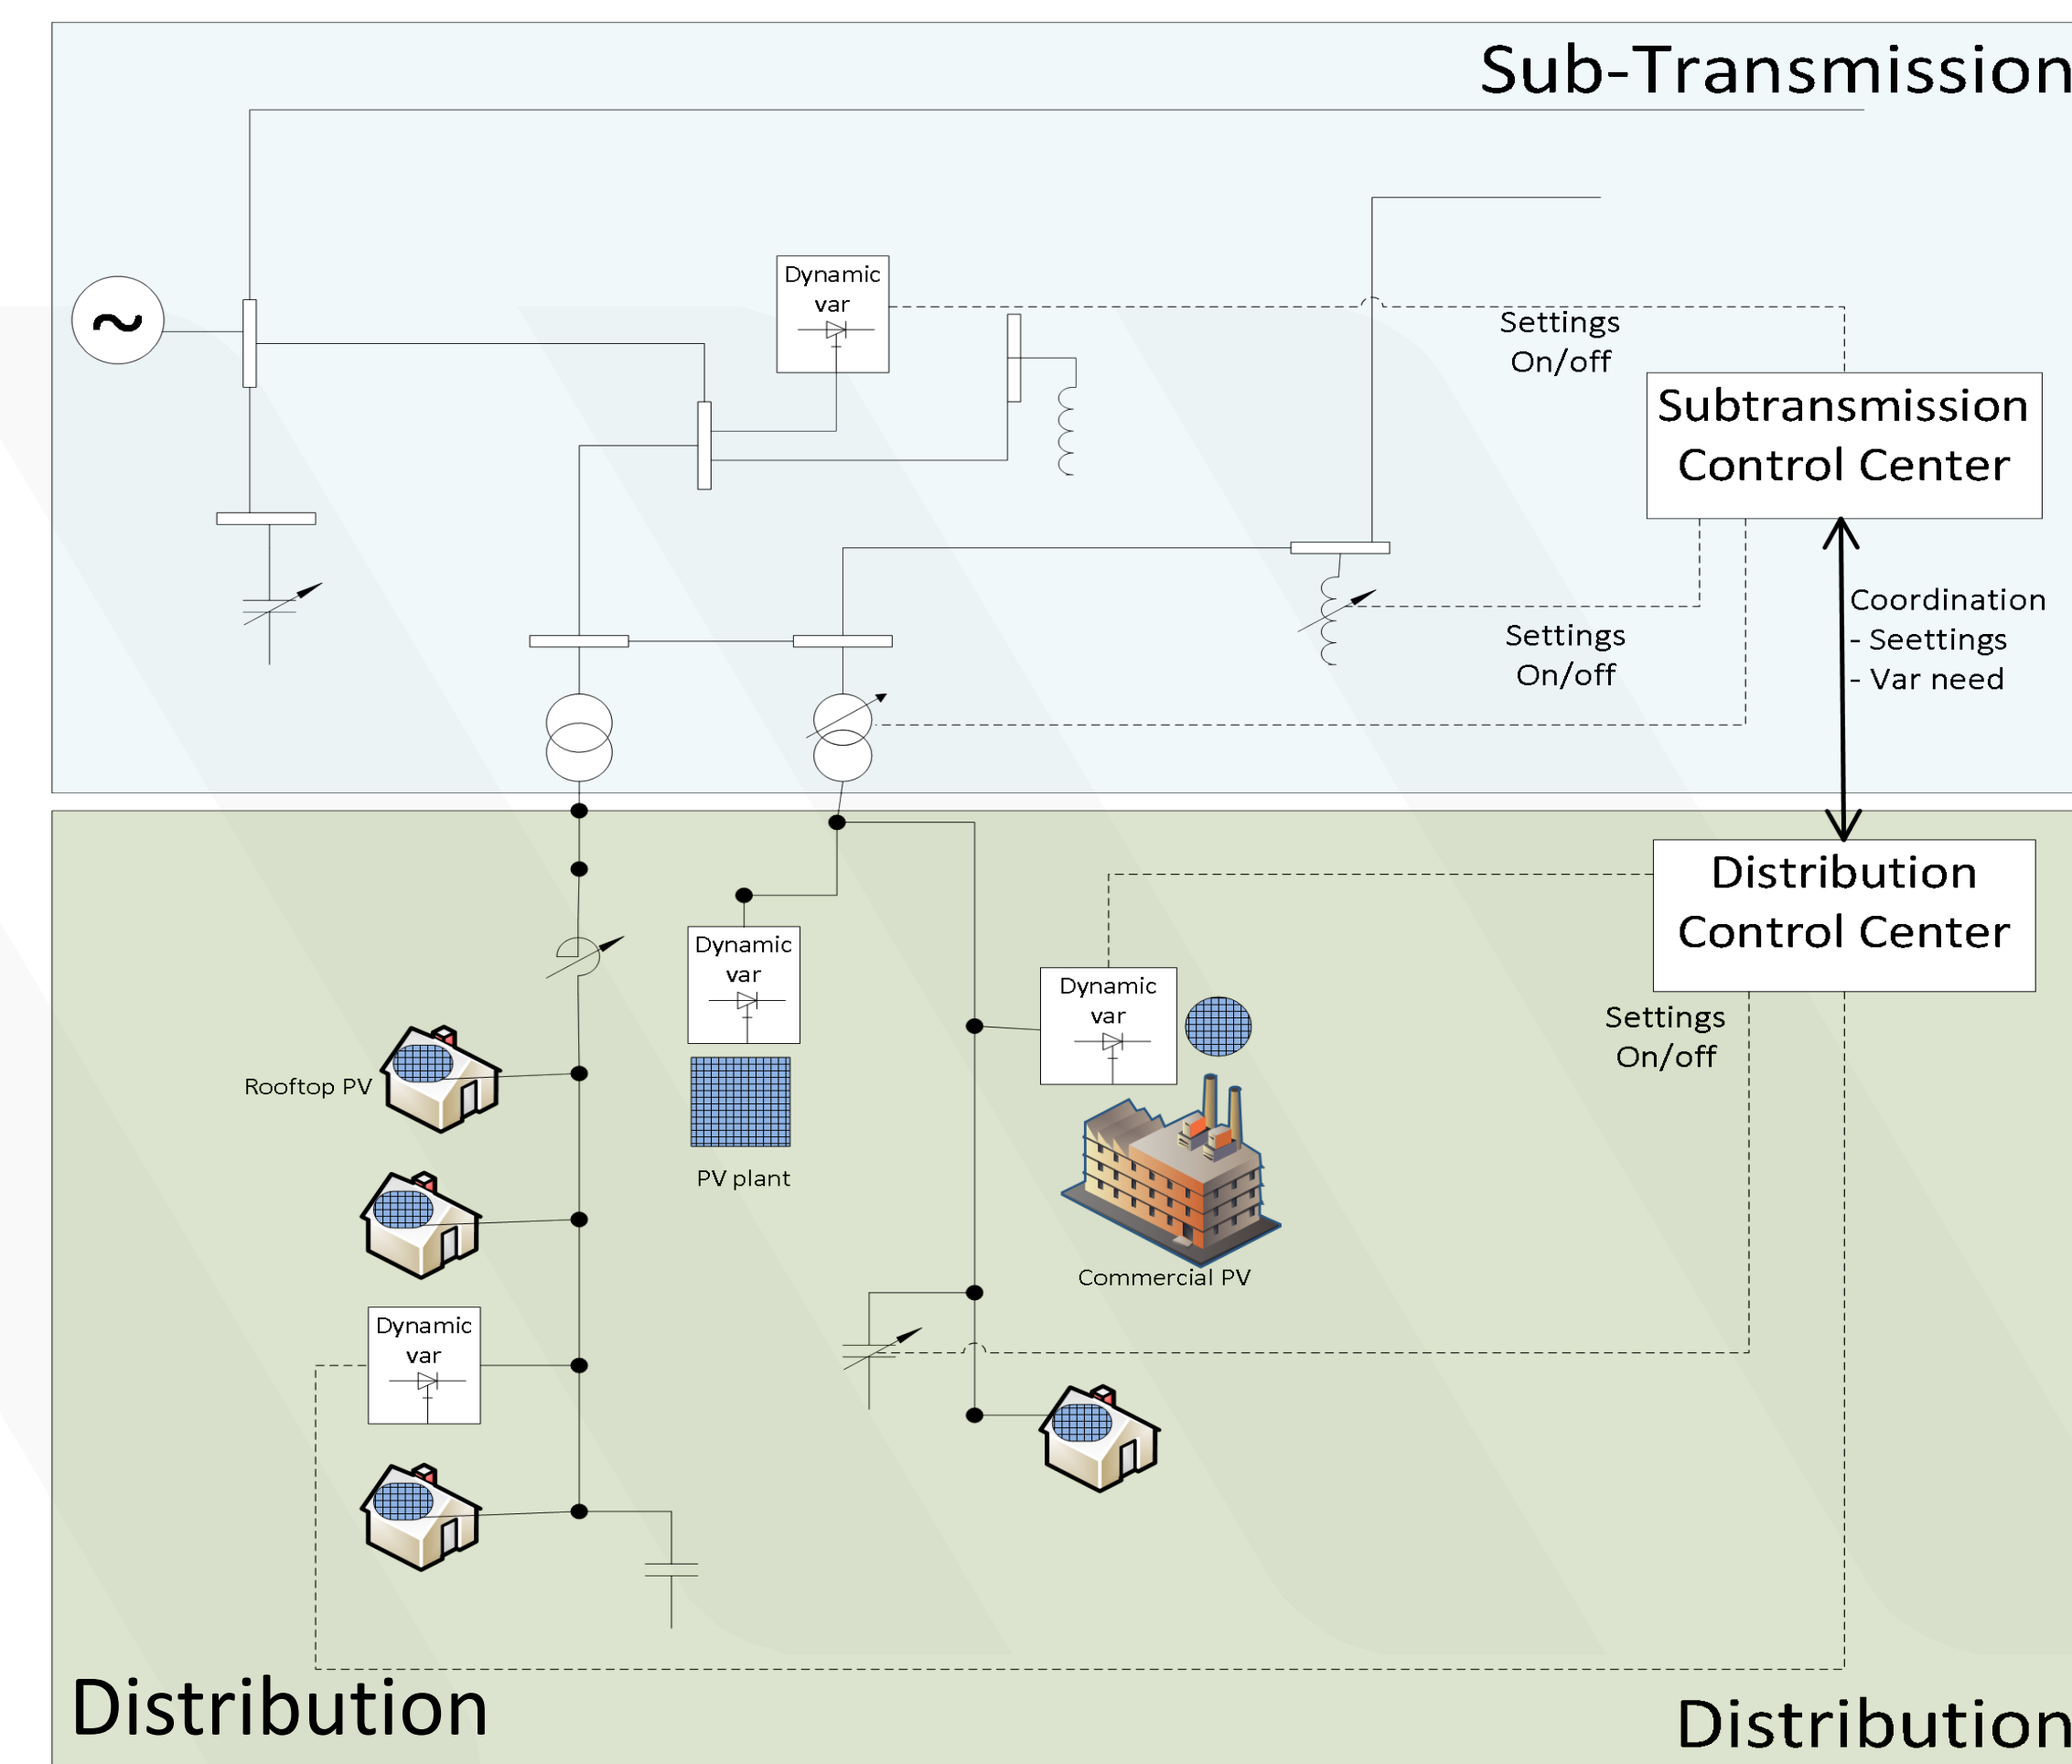 Sub-Transmission
Dynamic
var
~
Settings
On/off
Subtransmission
Control Center
Coordination
- Seettings
- Var need
Settings
On/off
Distribution
Control Center
Dynamic
var
Dynamic
var
Settings
On/off
Rooftop PV
PV plant
Commercial PV
Dynamic
var
Distribution
Distribution